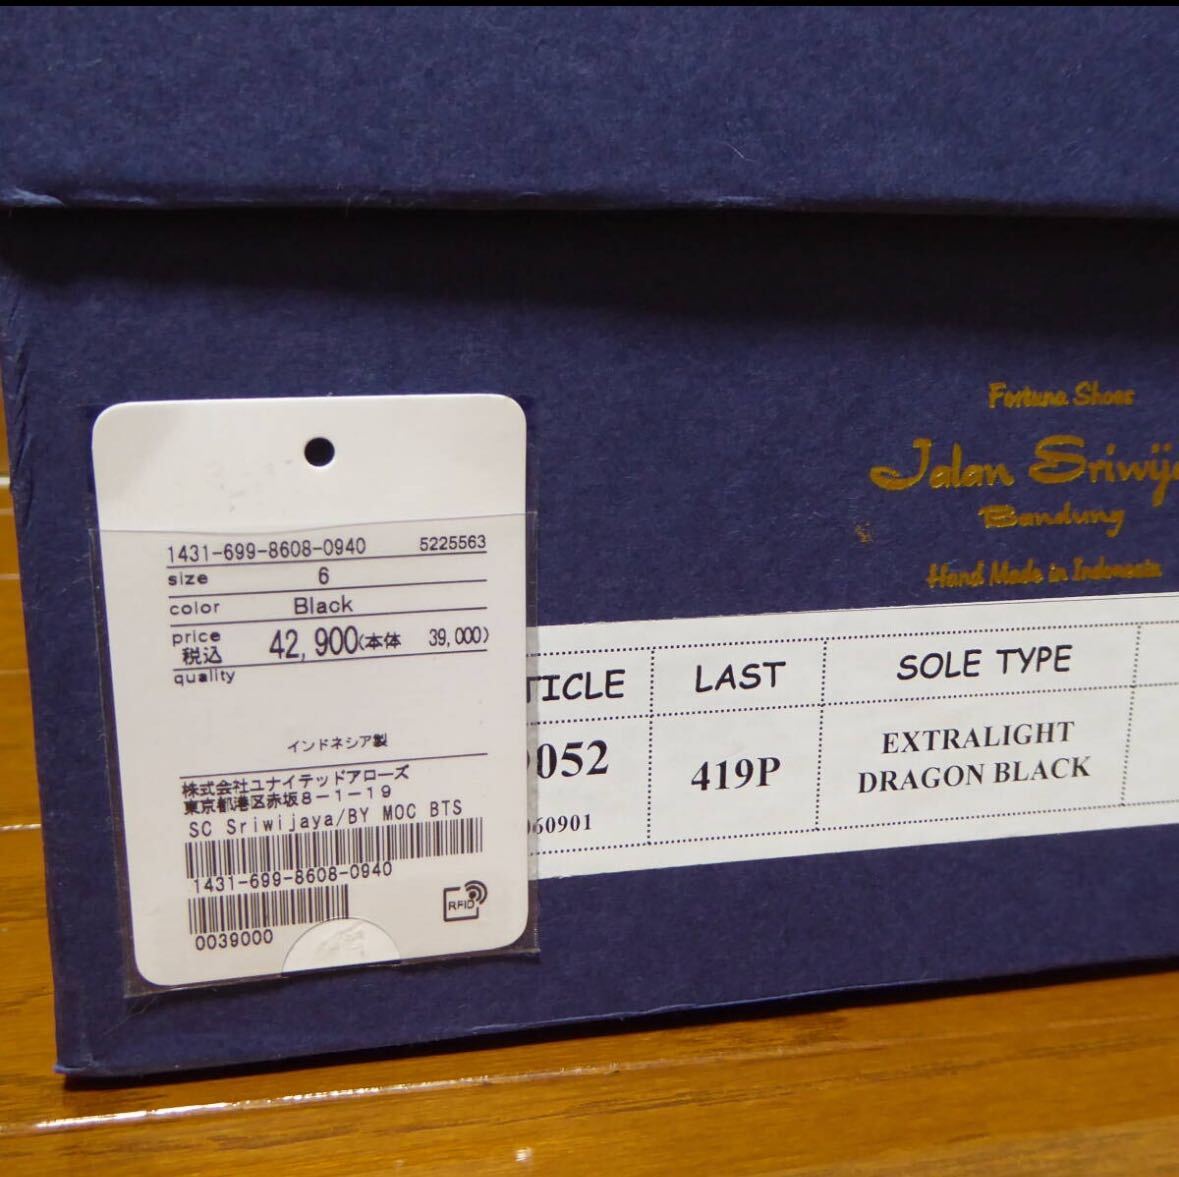 Fortuna Shoes
Jalan Sriwija
Bandung
Hand Made in Indonesia
1431-699-8608-0940 5225563
size 6
color Black
price
税込 42,900(本体 39,000)
quality
インドネシア製
株式会社ユナイテッドアローズ
東京都港区赤坂8-1-19
SC Sriwijaya/BY MOC BTS
1431-699-8608-0940
RFID
0039000
TICLE LAST SOLE TYPE
052 419P EXTRALIGHT
DRAGON BLACK
060901